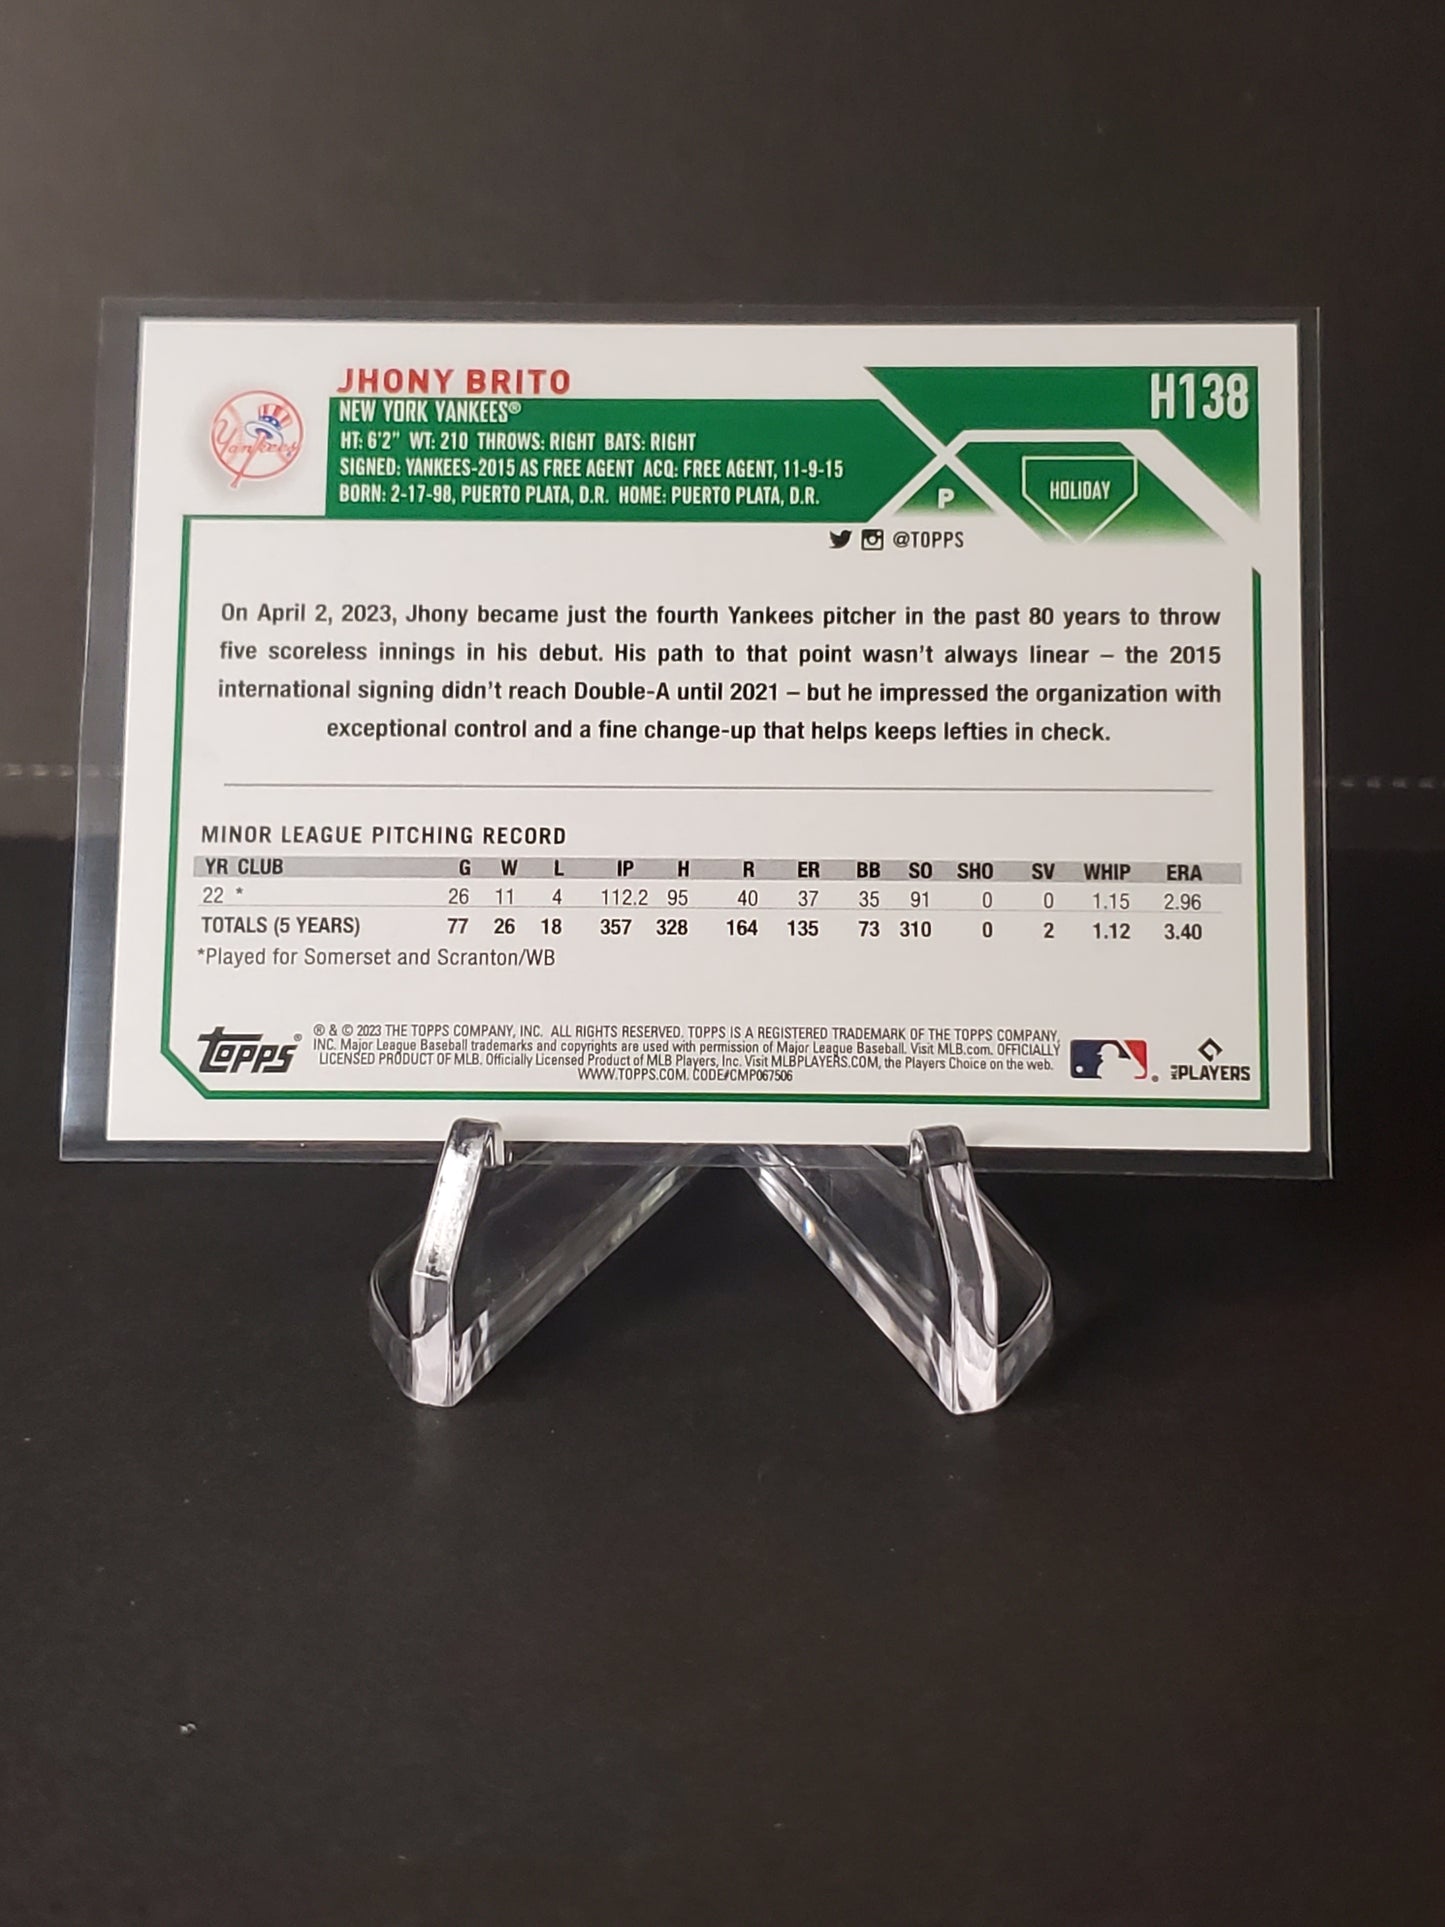 JHONY BRITO
NEW YORK YANKEES®
HT: 6'2" WT: 210 THROWS: RIGHT BATS: RIGHT
SIGNED: YANKEES-2015 AS FREE AGENT ACQ: FREE AGENT, 11-9-15
BORN: 2-17-98, PUERTO PLATA, D.R. HOME: PUERTO PLATA, D.R.
Yankees
H138
P
HOLIDAY
@TOPPS
On April 2, 2023, Jhony became just the fourth Yankees pitcher in the past 80 years to throw
five scoreless innings in his debut. His path to that point wasn't always linear – the 2015
international signing didn't reach Double-A until 2021 – but he impressed the organization with
exceptional control and a fine change-up that helps keeps lefties in check.
MINOR LEAGUE PITCHING RECORD
YR CLUB G W L IP H R ER BB SO SHO SV WHIP ERA
22 * 26 11 4 112.2 95 40 37 35 91 0 0 1.15 2.96
TOTALS (5 YEARS) 77 26 18 357 328 164 135 73 310 0 2 1.12 3.40
*Played for Somerset and Scranton/WB
TOPPS®
® & © 2023 THE TOPPS COMPANY, INC. ALL RIGHTS RESERVED. TOPPS IS A REGISTERED TRADEMARK OF THE TOPPS COMPANY,
INC. Major League Baseball trademarks and copyrights are used with permission of Major League Baseball. Visit MLB.com. OFFICIALLY
LICENSED PRODUCT OF MLB. Officially Licensed Product of MLB Players, Inc. Visit MLBPLAYERS.COM, the Players Choice on the web.
WWW.TOPPS.COM. CODE#CMP067506
MLB PLAYERS